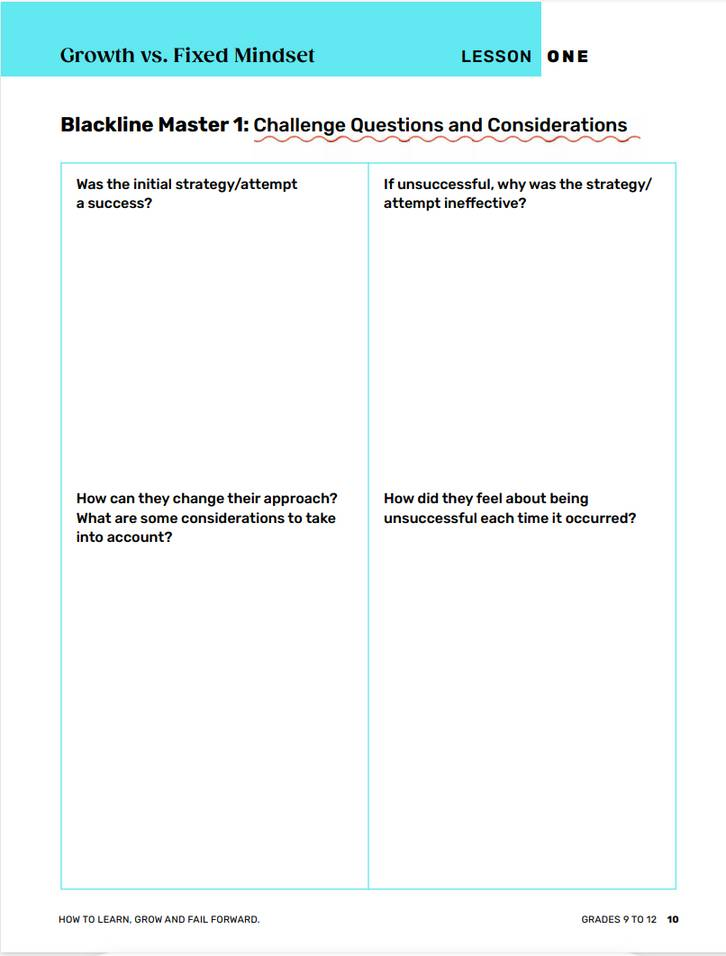 Growth vs. Fixed Mindset LESSON ONE
Blackline Master 1: Challenge Questions and Considerations
Was the initial strategy/attempt
a success?
If unsuccessful, why was the strategy/
attempt ineffective?
How can they change their approach?
What are some considerations to take
into account?
How did they feel about being
unsuccessful each time it occurred?
HOW TO LEARN, GROW AND FAIL FORWARD. GRADES 9 TO 12 10